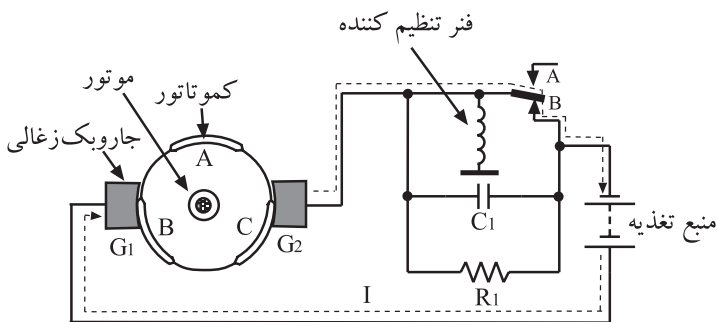 فنر تنظیم کننده
A
B
موتور
کموتاتور
جاروبک زغالی
A
B
C
G1
G2
C1
منبع تغذیه
R1
I